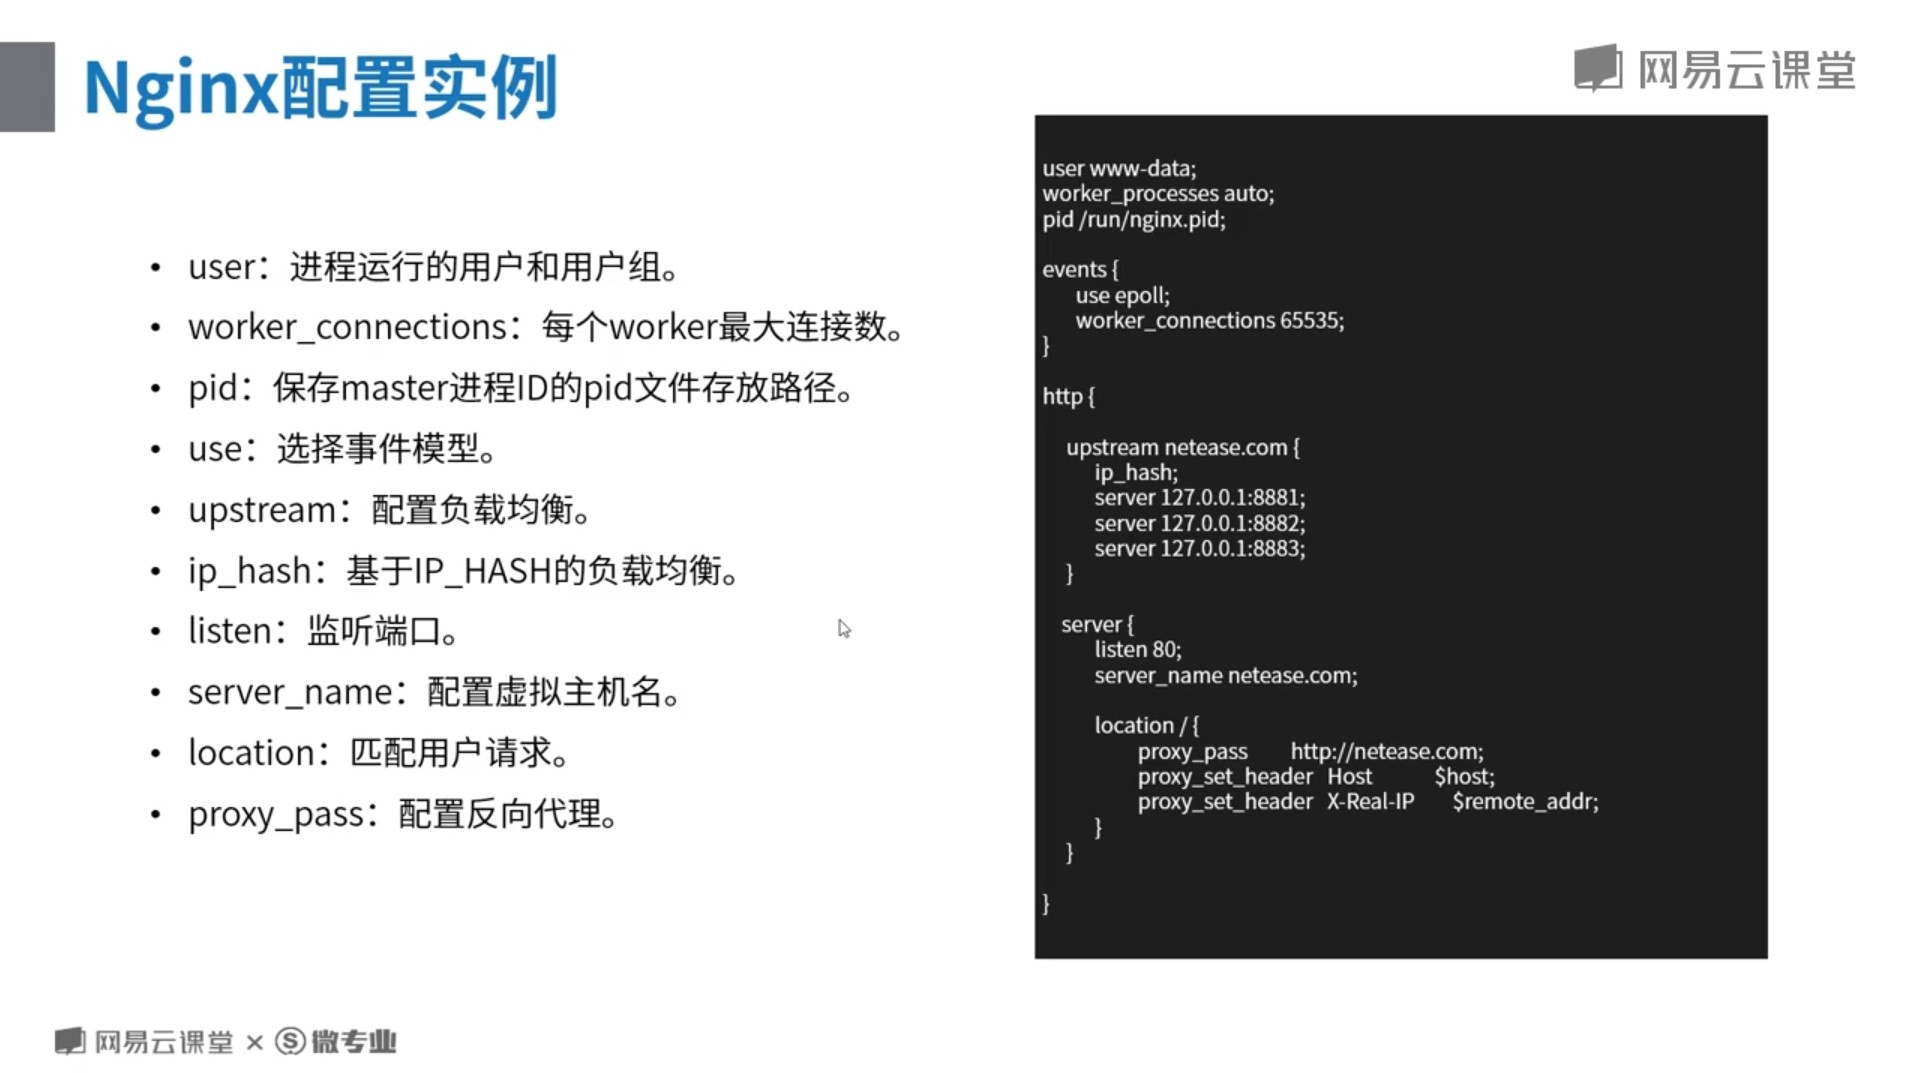 Nginx配置实例
网易云课堂
• user：进程运行的用户和用户组。
• worker_connections：每个worker最大连接数。
• pid：保存master进程ID的pid文件存放路径。
• use：选择事件模型。
• upstream：配置负载均衡。
• ip_hash：基于IP_HASH的负载均衡。
• listen：监听端口。
• server_name：配置虚拟主机名。
• location：匹配用户请求。
• proxy_pass：配置反向代理。
user www-data;
worker_processes auto;
pid /run/nginx.pid;
events {
use epoll;
worker_connections 65535;
}
http {
upstream netease.com {
ip_hash;
server 127.0.0.1:8881;
server 127.0.0.1:8882;
server 127.0.0.1:8883;
}
server {
listen 80;
server_name netease.com;
location / {
proxy_pass http://netease.com;
proxy_set_header Host $host;
proxy_set_header X-Real-IP $remote_addr;
}
}
}
网易云课堂 × Ⓢ微专业